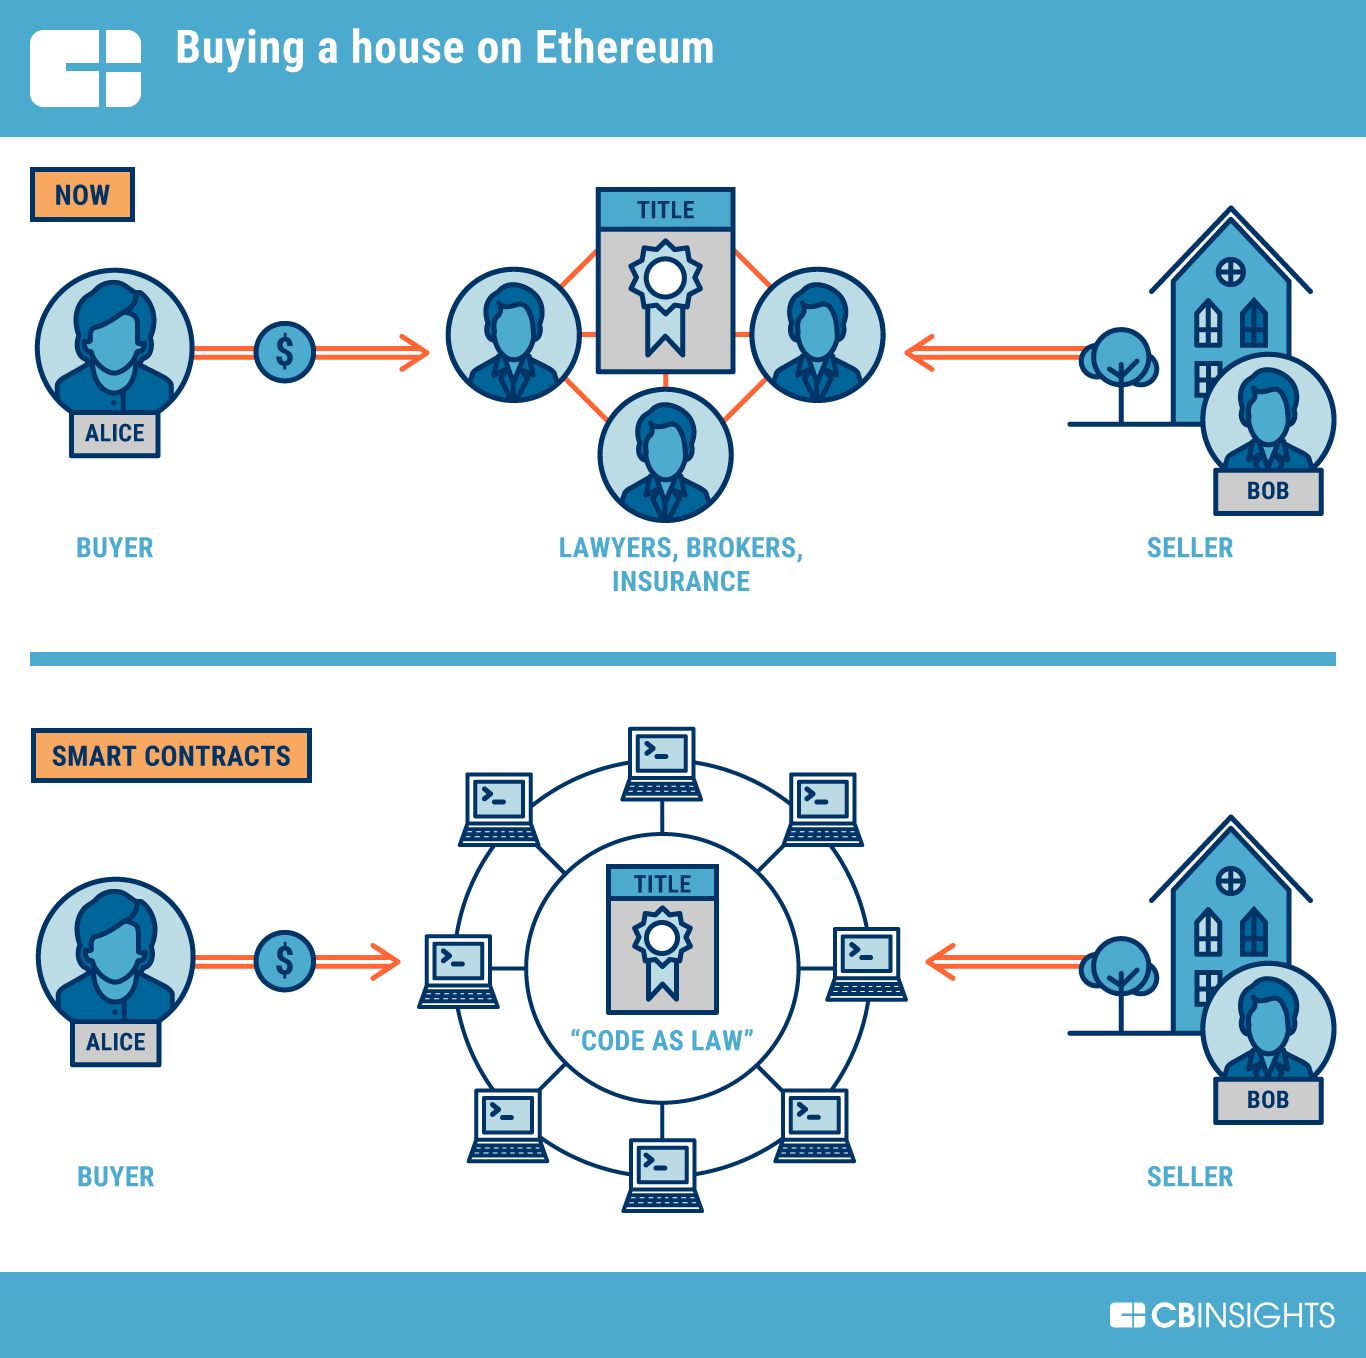 Buying a house on Ethereum
NOW
TITLE
$
ALICE
BOB
BUYER
LAWYERS, BROKERS,
INSURANCE
SELLER
SMART CONTRACTS
>_
>_
>_
TITLE
$
>_
>_
“CODE AS LAW”
ALICE
BOB
>_
>_
>_
BUYER
SELLER
CBINSIGHTS